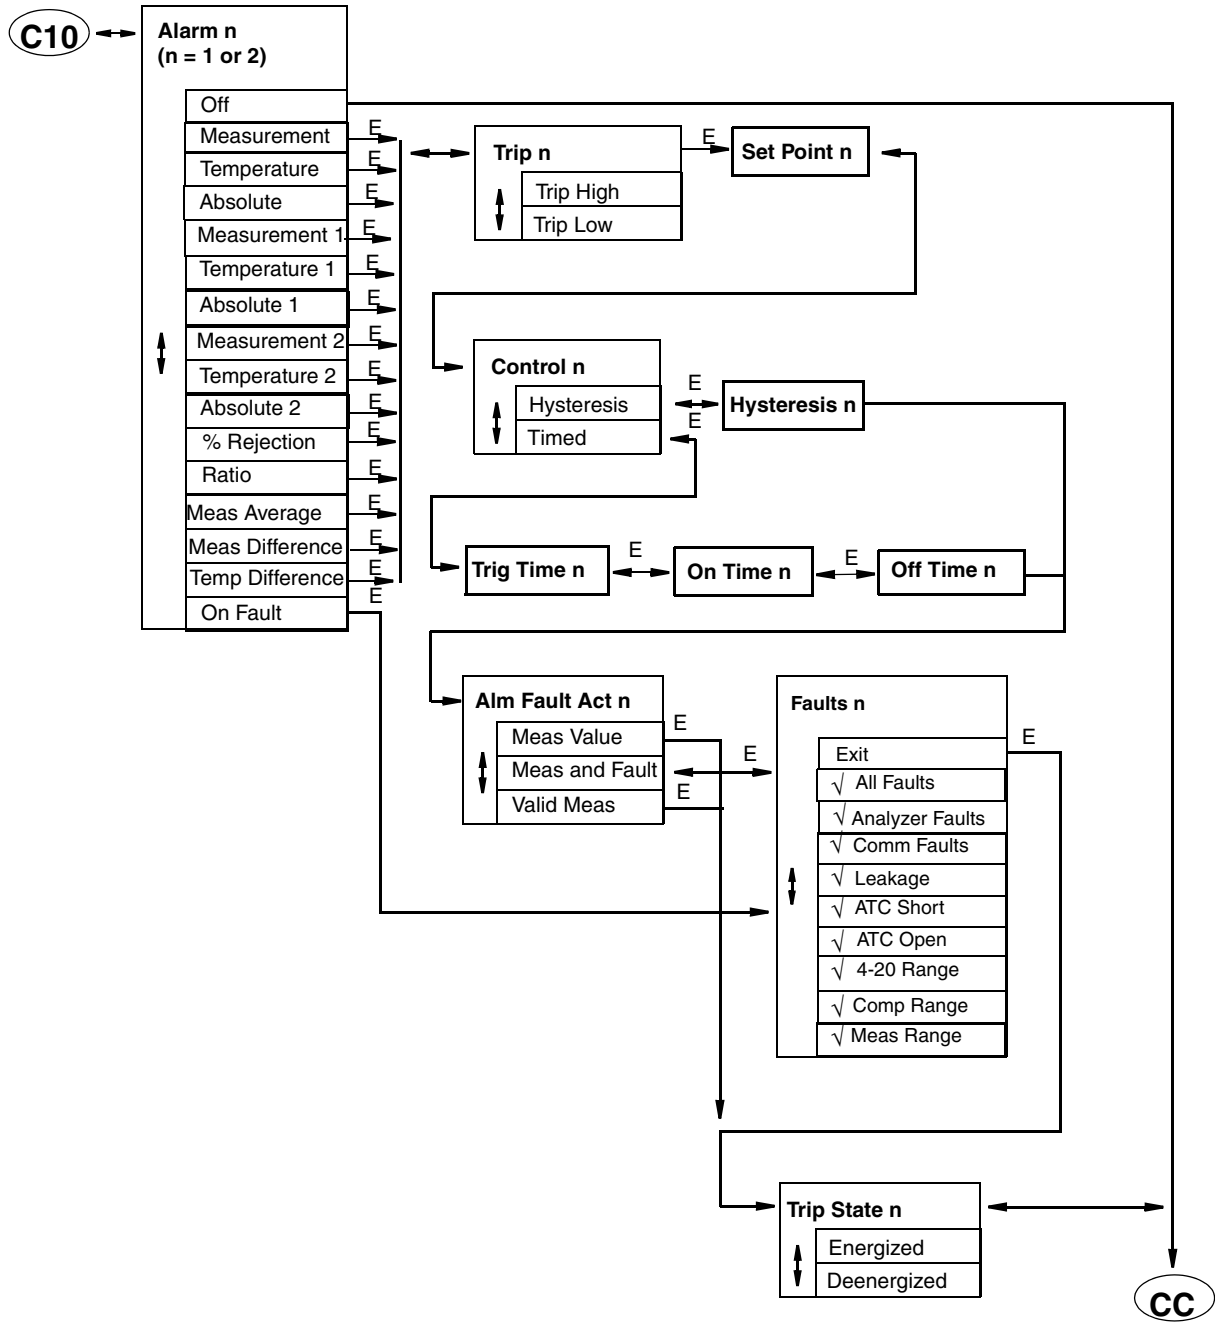 C10
Alarm n
(n = 1 or 2)
Off
Measurement E
Temperature E
Absolute E
Measurement 1 E
Temperature 1 E
Absolute 1 E
Measurement 2 E
Temperature 2 E
Absolute 2 E
% Rejection E
Ratio E
Meas Average E
Meas Difference E
Temp Difference E
On Fault E
Trip n E
Trip High
Trip Low
Set Point n
Control n
Hysteresis E
Timed E
Hysteresis n
Trig Time n E On Time n E Off Time n
Alm Fault Act n
Meas Value E
Meas and Fault E
Valid Meas E
Faults n
Exit E
√ All Faults
√ Analyzer Faults
√ Comm Faults
√ Leakage
√ ATC Short
√ ATC Open
√ 4-20 Range
√ Comp Range
√ Meas Range
Trip State n
Energized
Deenergized
CC